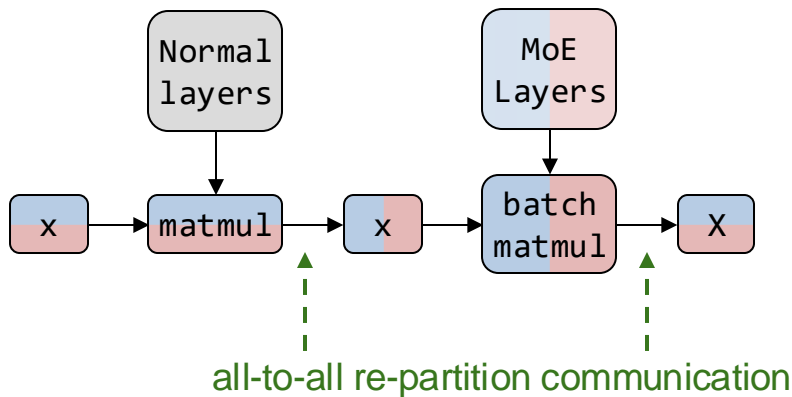 Normal
layers
MoE
Layers
x
matmul
x
batch
matmul
X
all-to-all re-partition communication